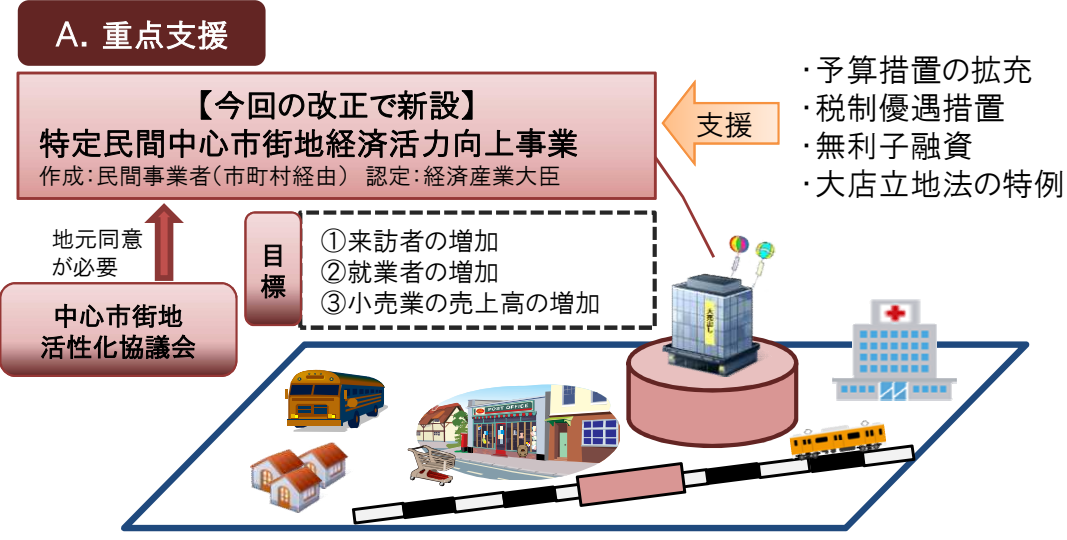 A. 重点支援
【今回の改正で新設】
特定民間中心市街地経済活力向上事業
作成：民間事業者（市町村経由） 認定：経済産業大臣
支援
・予算措置の拡充
・税制優遇措置
・無利子融資
・大店立地法の特例
地元同意
が必要
目標
①来訪者の増加
②就業者の増加
③小売業の売上高の増加
中心市街地
活性化協議会
大売出し
POST OFFICE